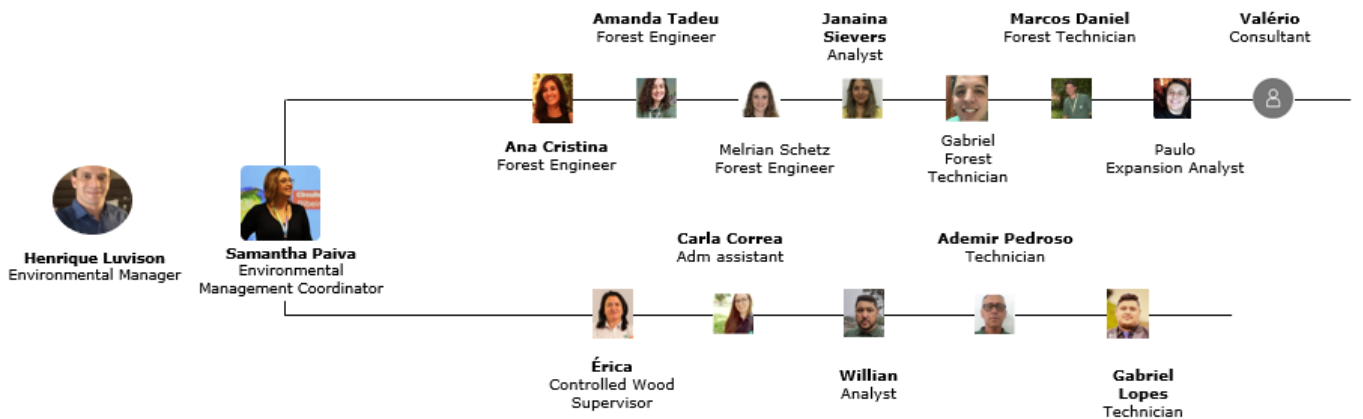 Amanda Tadeu
Forest Engineer
Janaina
Sievers
Analyst
Marcos Daniel
Forest Technician
Valério
Consultant
Ana Cristina
Forest Engineer
Melrian Schetz
Forest Engineer
Gabriel
Forest
Technician
Paulo
Expansion Analyst
Henrique Luvison
Environmental Manager
Samantha Paiva
Environmental
Management Coordinator
Carla Correa
Adm assistant
Ademir Pedroso
Technician
Érica
Controlled Wood
Supervisor
Willian
Analyst
Gabriel
Lopes
Technician